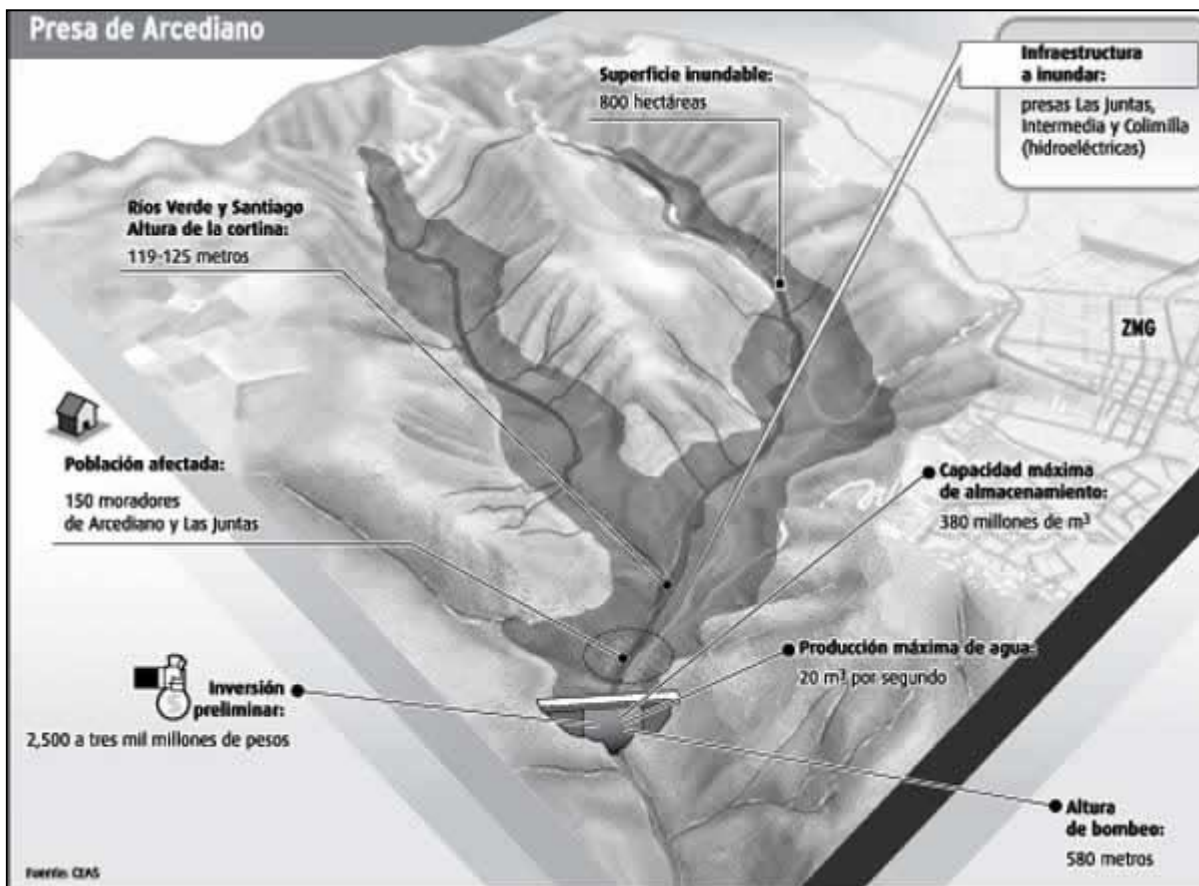 Presa de Arcediano
Superficie inundable:
800 hectáreas
Infraestructura
a inundar:
presas Las Juntas,
Intermedia y Colimilla
(hidroeléctricas)
Ríos Verde y Santiago
Altura de la cortina:
119-125 metros
ZMG
Población afectada:
150 moradores
de Arcediano y Las Juntas
Capacidad máxima
de almacenamiento:
380 millones de m³
Producción máxima de agua:
20 m³ por segundo
Inversión
preliminar:
2,500 a tres mil millones de pesos
Altura
de bombeo:
580 metros
Fuente: CEAS